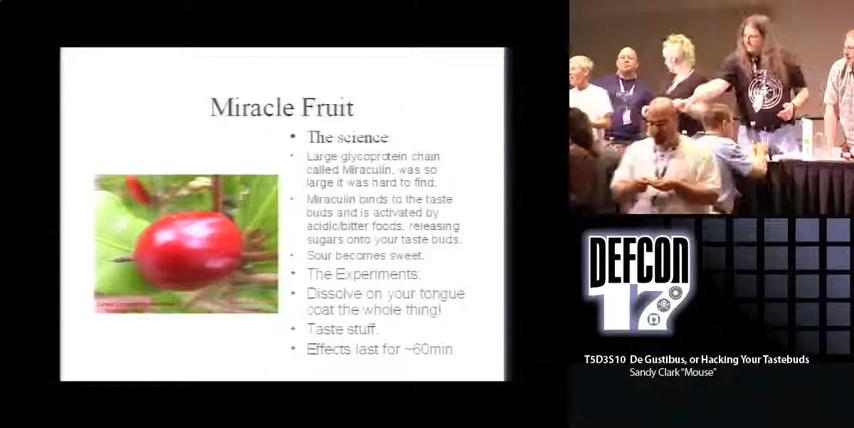 Miracle Fruit
• The science:
• Large glycoprotein chain
called Miraculin, was so
large it was hard to find,
• Miraculin binds to the taste
buds and is activated by
acidic/bitter foods, releasing
sugars onto your taste buds.
• Sour becomes sweet.
• The Experiments:
• Dissolve on your tongue
coat the whole thing!
• Taste stuff.
• Effects last for ~60min.
DEFCON
17
T5D3S10 De Gustibus, or Hacking Your Tastebuds
Sandy Clark "Mouse"